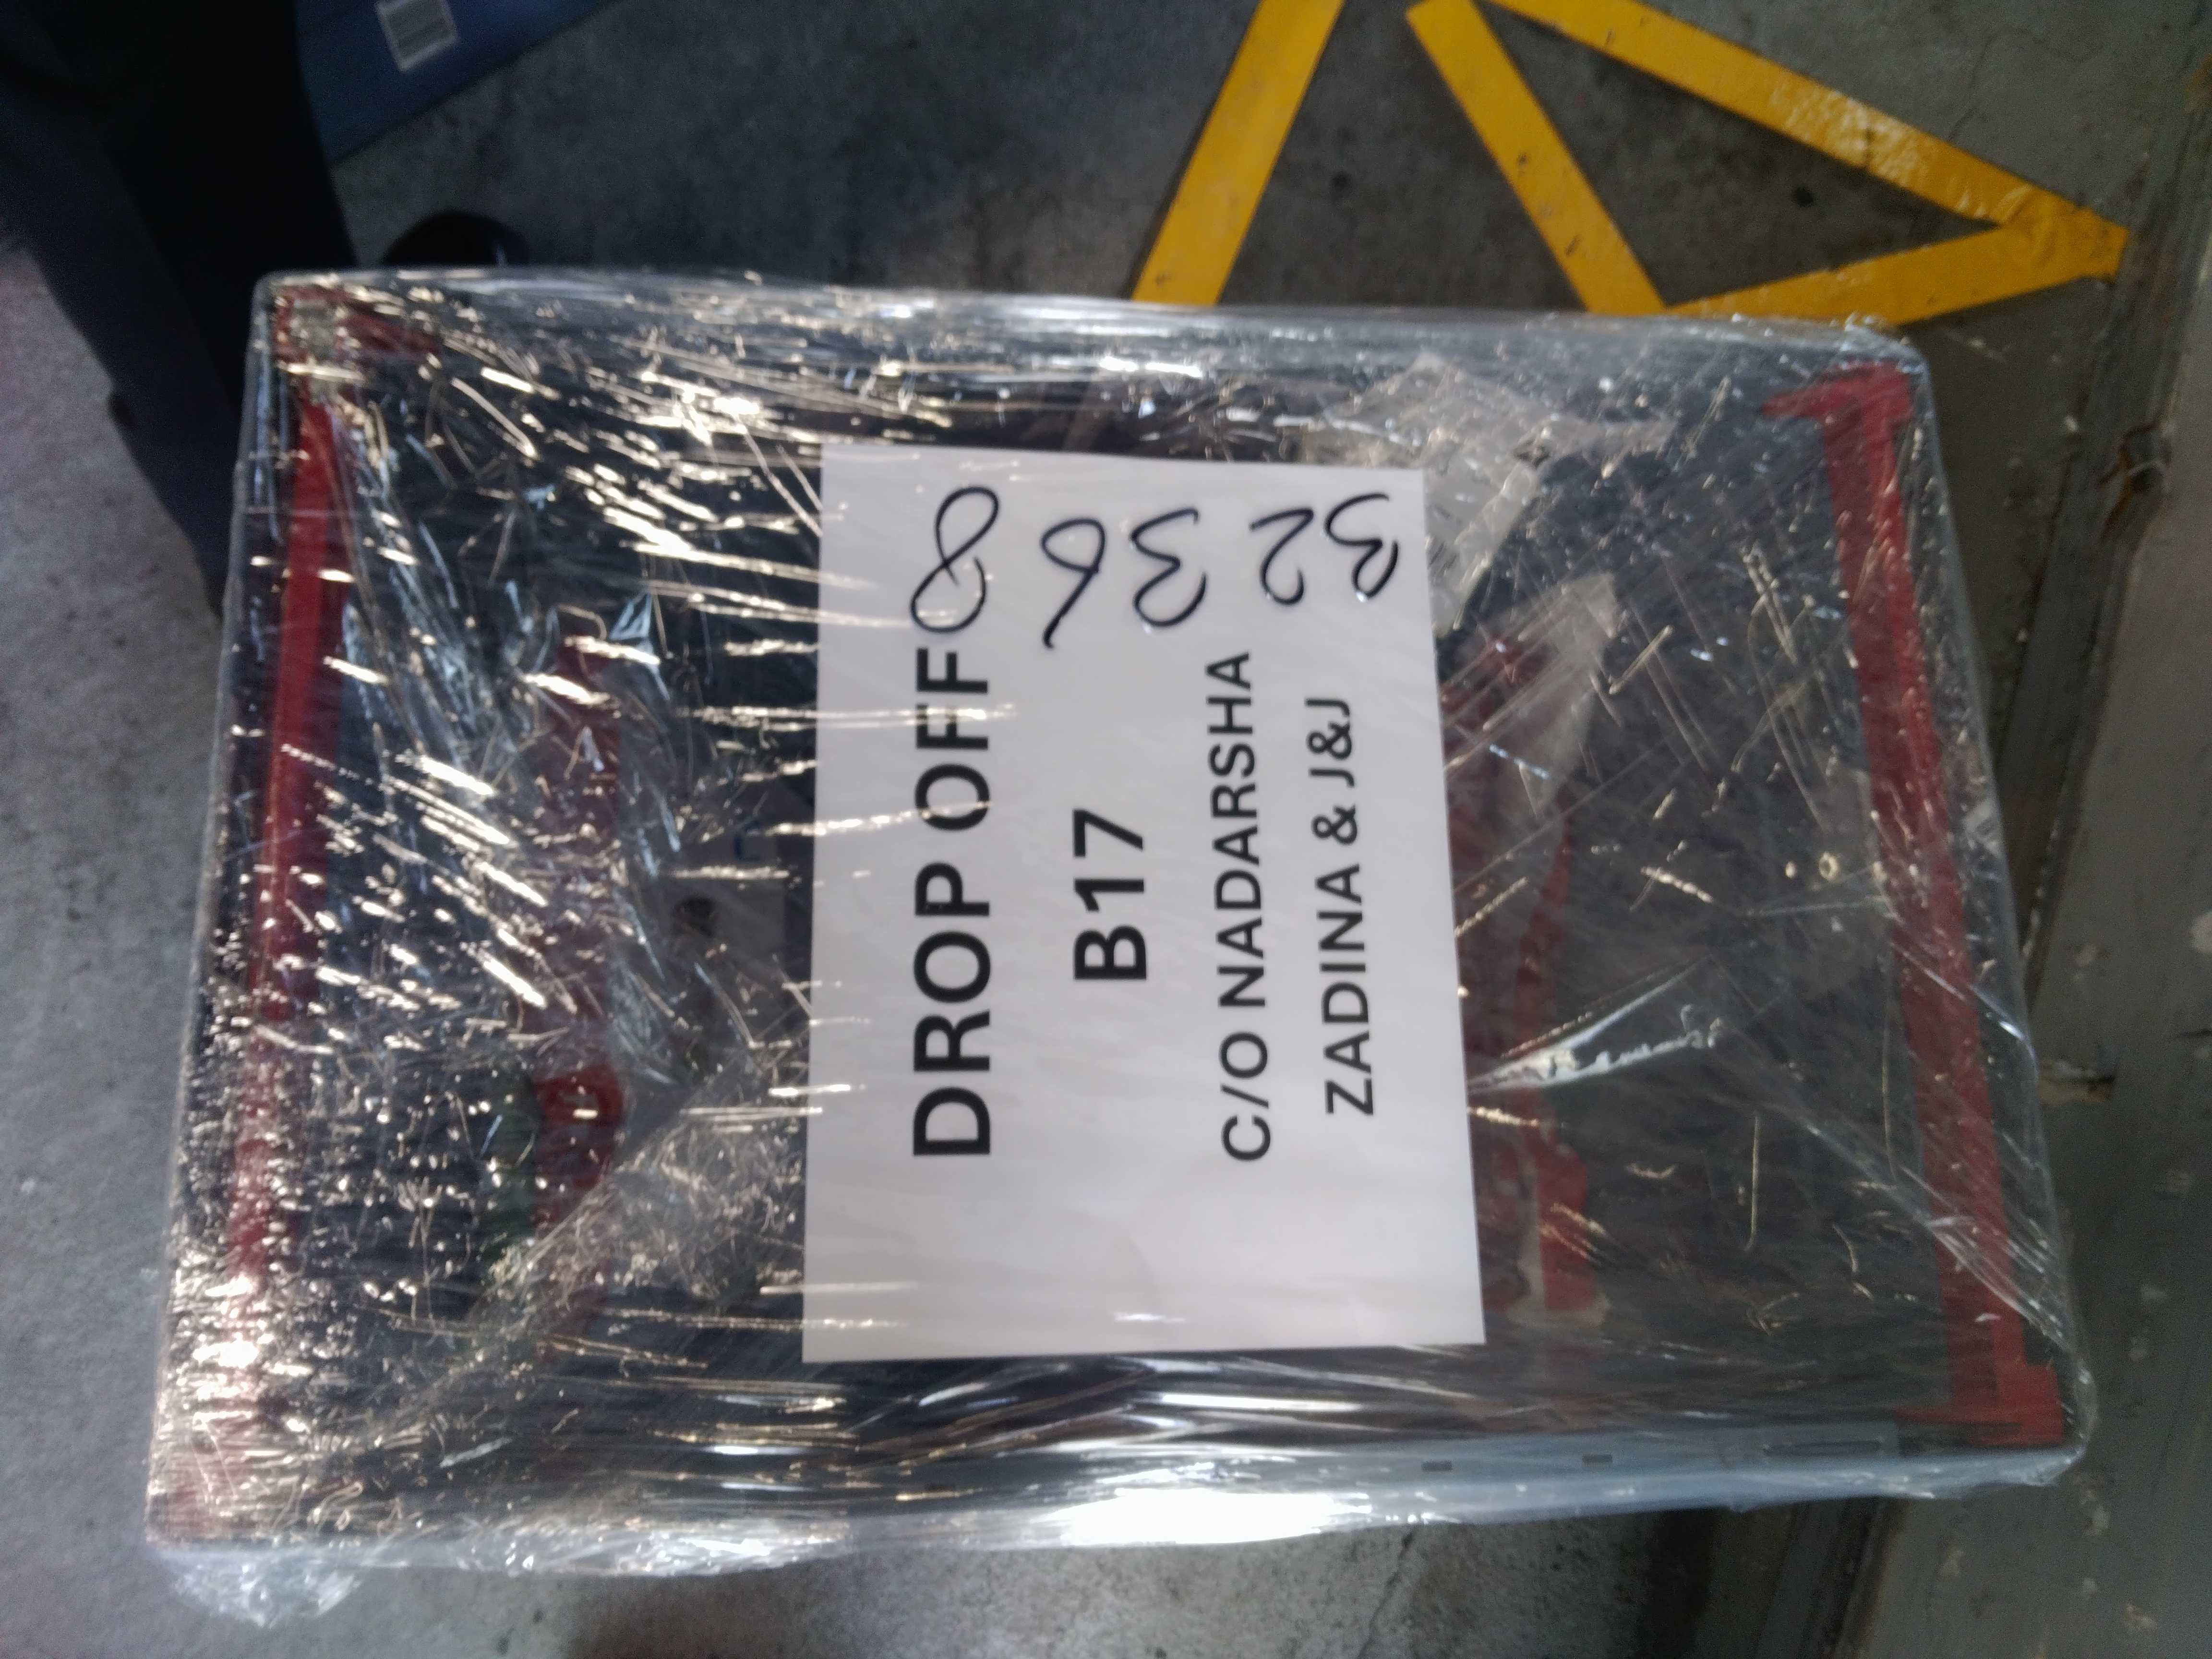 32368
DROP OFF
B17
C/O NADARSHA
ZADINA & J&J